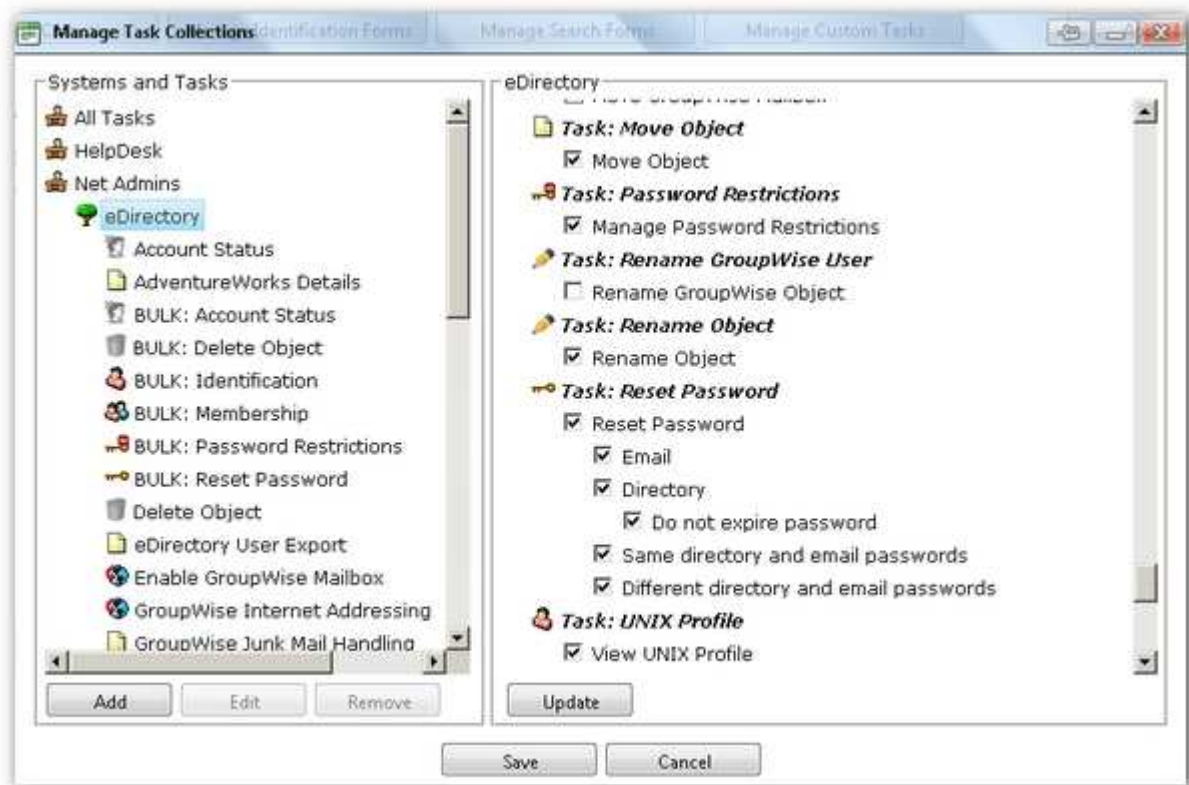 Manage Task Collections
Identification Forms
Manage Search Forms
Manage Custom Tasks
Systems and Tasks
All Tasks
HelpDesk
Net Admins
eDirectory
Account Status
AdventureWorks Details
BULK: Account Status
BULK: Delete Object
BULK: Identification
BULK: Membership
BULK: Password Restrictions
BULK: Reset Password
Delete Object
eDirectory User Export
Enable GroupWise Mailbox
GroupWise Internet Addressing
GroupWise Junk Mail Handling
Add
Edit
Remove
eDirectory
Move GroupWise Mailbox
Task: Move Object
Move Object
Task: Password Restrictions
Manage Password Restrictions
Task: Rename GroupWise User
Rename GroupWise Object
Task: Rename Object
Rename Object
Task: Reset Password
Reset Password
Email
Directory
Do not expire password
Same directory and email passwords
Different directory and email passwords
Task: UNIX Profile
View UNIX Profile
Update
Save
Cancel